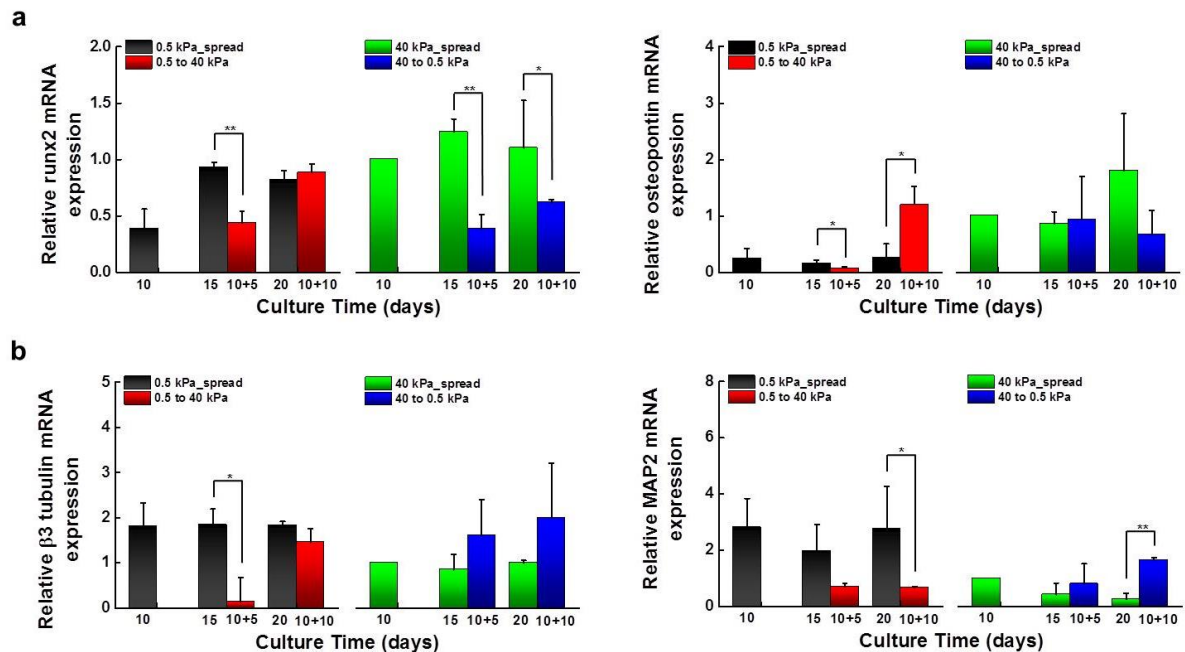 a
Relative runx2 mRNA
expression
2.0
1.5
1.0
0.5
0.0
0.5 kPa_spread
0.5 to 40 kPa
40 kPa_spread
40 to 0.5 kPa
**
**
*
10 15 10+5 20 10+10 10 15 10+5 20 10+10
Culture Time (days)
Relative osteopontin mRNA
expression
4
3
2
1
0
0.5 kPa_spread
0.5 to 40 kPa
40 kPa_spread
40 to 0.5 kPa
*
*
10 15 10+5 20 10+10 10 15 10+5 20 10+10
Culture Time (days)
b
Relative β3 tubulin mRNA
expression
5
4
3
2
1
0
0.5 kPa_spread
0.5 to 40 kPa
40 kPa_spread
40 to 0.5 kPa
*
10 15 10+5 20 10+10 10 15 10+5 20 10+10
Culture Time (days)
Relative MAP2 mRNA
expression
8
6
4
2
0
0.5 kPa_spread
0.5 to 40 kPa
40 kPa_spread
40 to 0.5 kPa
*
**
10 15 10+5 20 10+10 10 15 10+5 20 10+10
Culture Time (days)